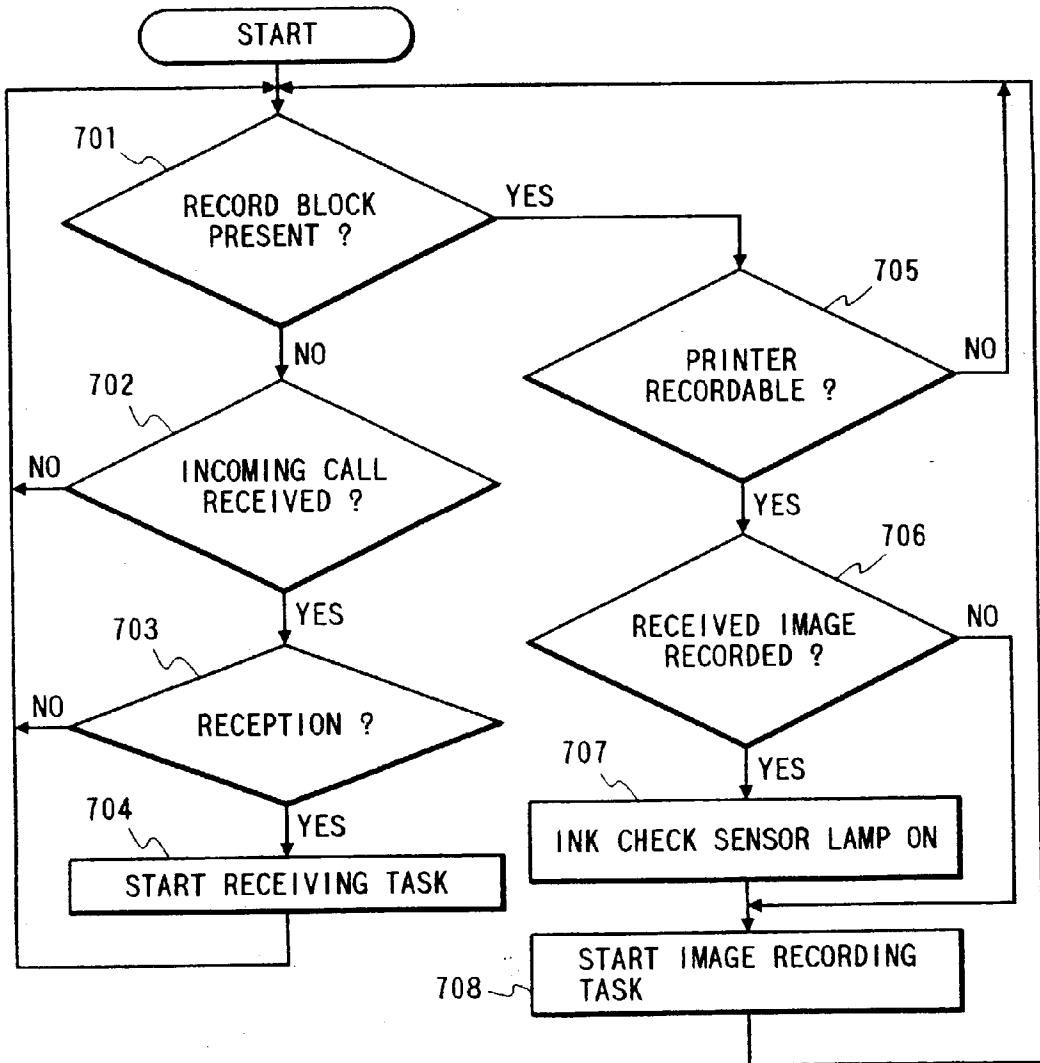 START
701
RECORD BLOCK
PRESENT ?
YES
NO
705
PRINTER
RECORDABLE ?
NO
YES
702
INCOMING CALL
RECEIVED ?
NO
YES
706
RECEIVED IMAGE
RECORDED ?
NO
YES
703
RECEPTION ?
NO
YES
704
START RECEIVING TASK
707
INK CHECK SENSOR LAMP ON
708
START IMAGE RECORDING
TASK